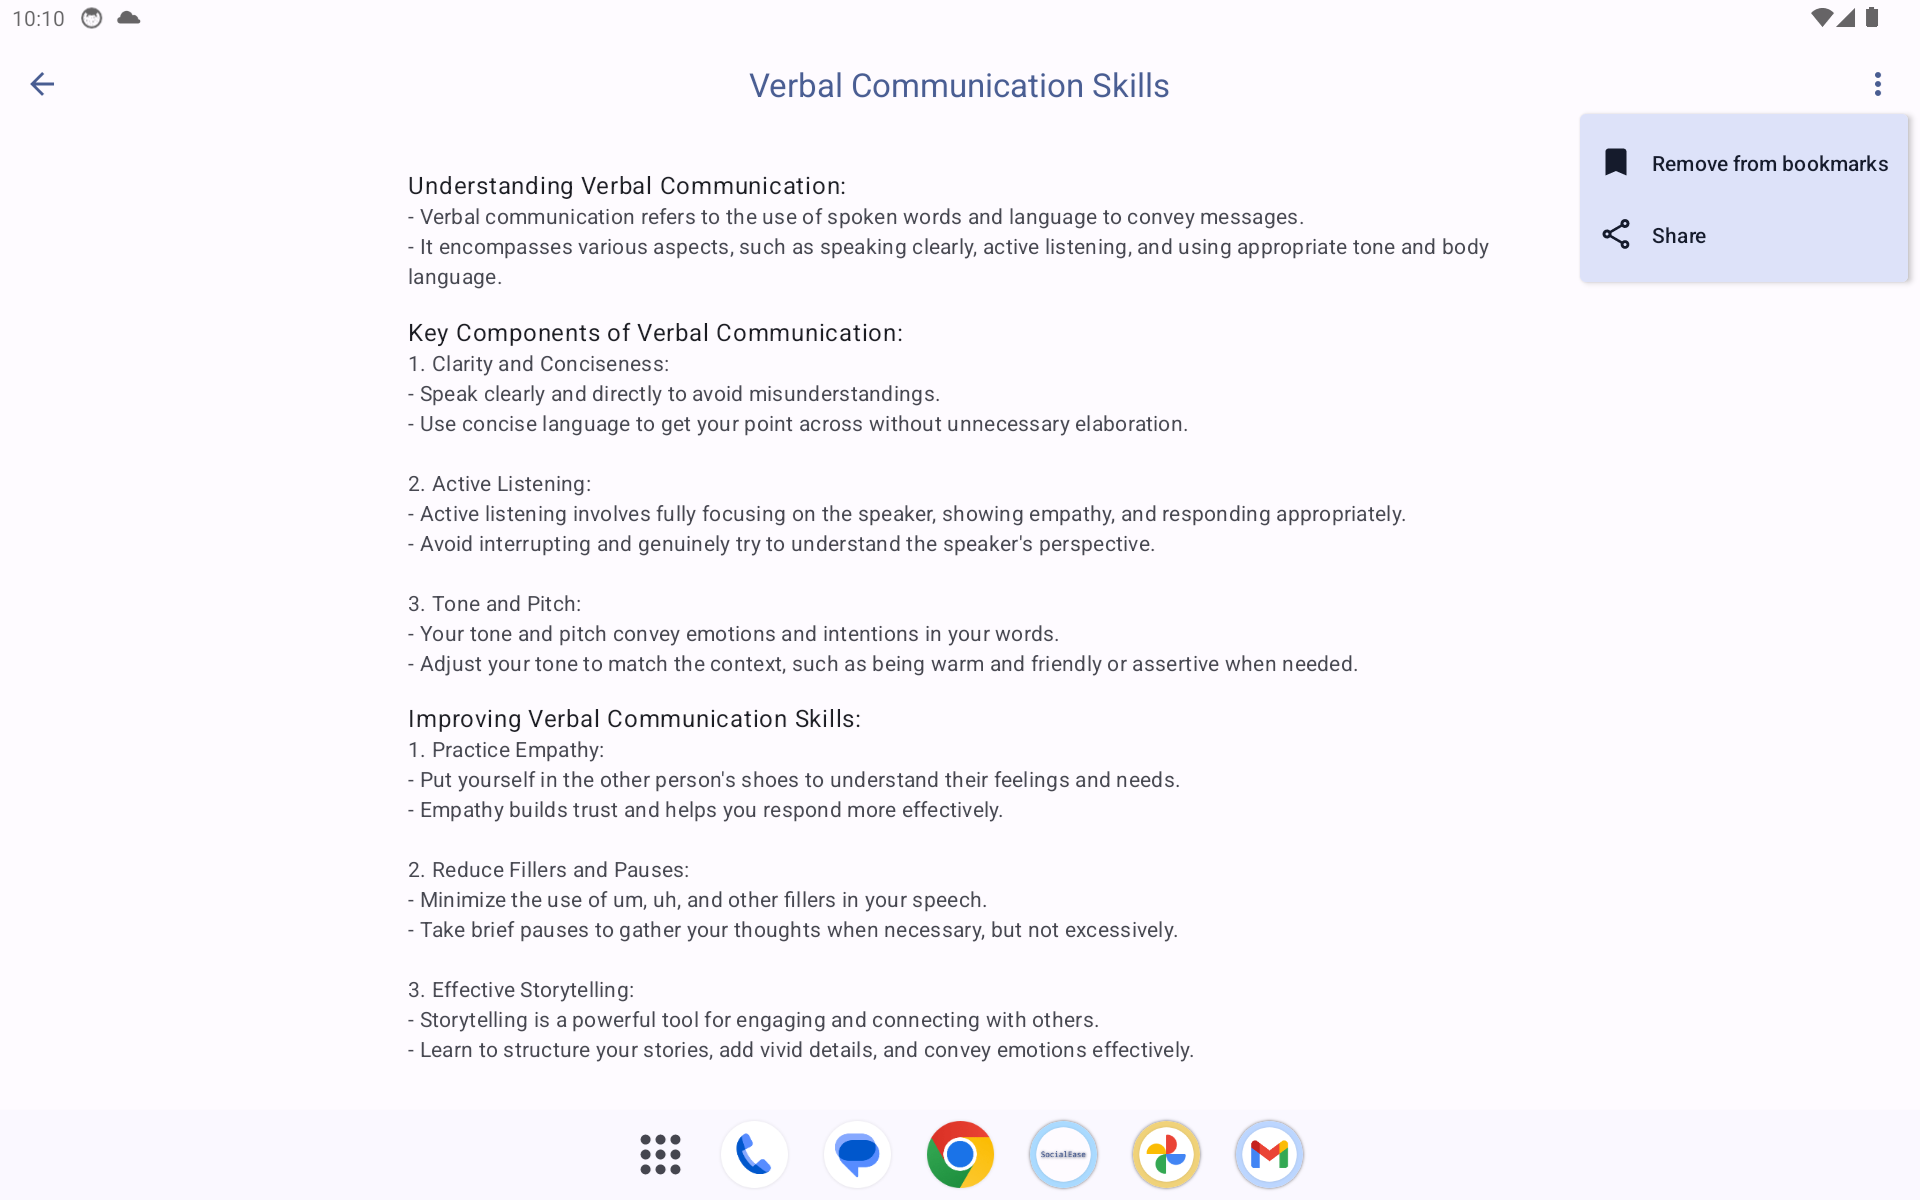 10:10
Verbal Communication Skills
Remove from bookmarks
Share
Understanding Verbal Communication:
- Verbal communication refers to the use of spoken words and language to convey messages.
- It encompasses various aspects, such as speaking clearly, active listening, and using appropriate tone and body
language.
Key Components of Verbal Communication:
1. Clarity and Conciseness:
- Speak clearly and directly to avoid misunderstandings.
- Use concise language to get your point across without unnecessary elaboration.
2. Active Listening:
- Active listening involves fully focusing on the speaker, showing empathy, and responding appropriately.
- Avoid interrupting and genuinely try to understand the speaker's perspective.
3. Tone and Pitch:
- Your tone and pitch convey emotions and intentions in your words.
- Adjust your tone to match the context, such as being warm and friendly or assertive when needed.
Improving Verbal Communication Skills:
1. Practice Empathy:
- Put yourself in the other person's shoes to understand their feelings and needs.
- Empathy builds trust and helps you respond more effectively.
2. Reduce Fillers and Pauses:
- Minimize the use of um, uh, and other fillers in your speech.
- Take brief pauses to gather your thoughts when necessary, but not excessively.
3. Effective Storytelling:
- Storytelling is a powerful tool for engaging and connecting with others.
- Learn to structure your stories, add vivid details, and convey emotions effectively.
SocialEase